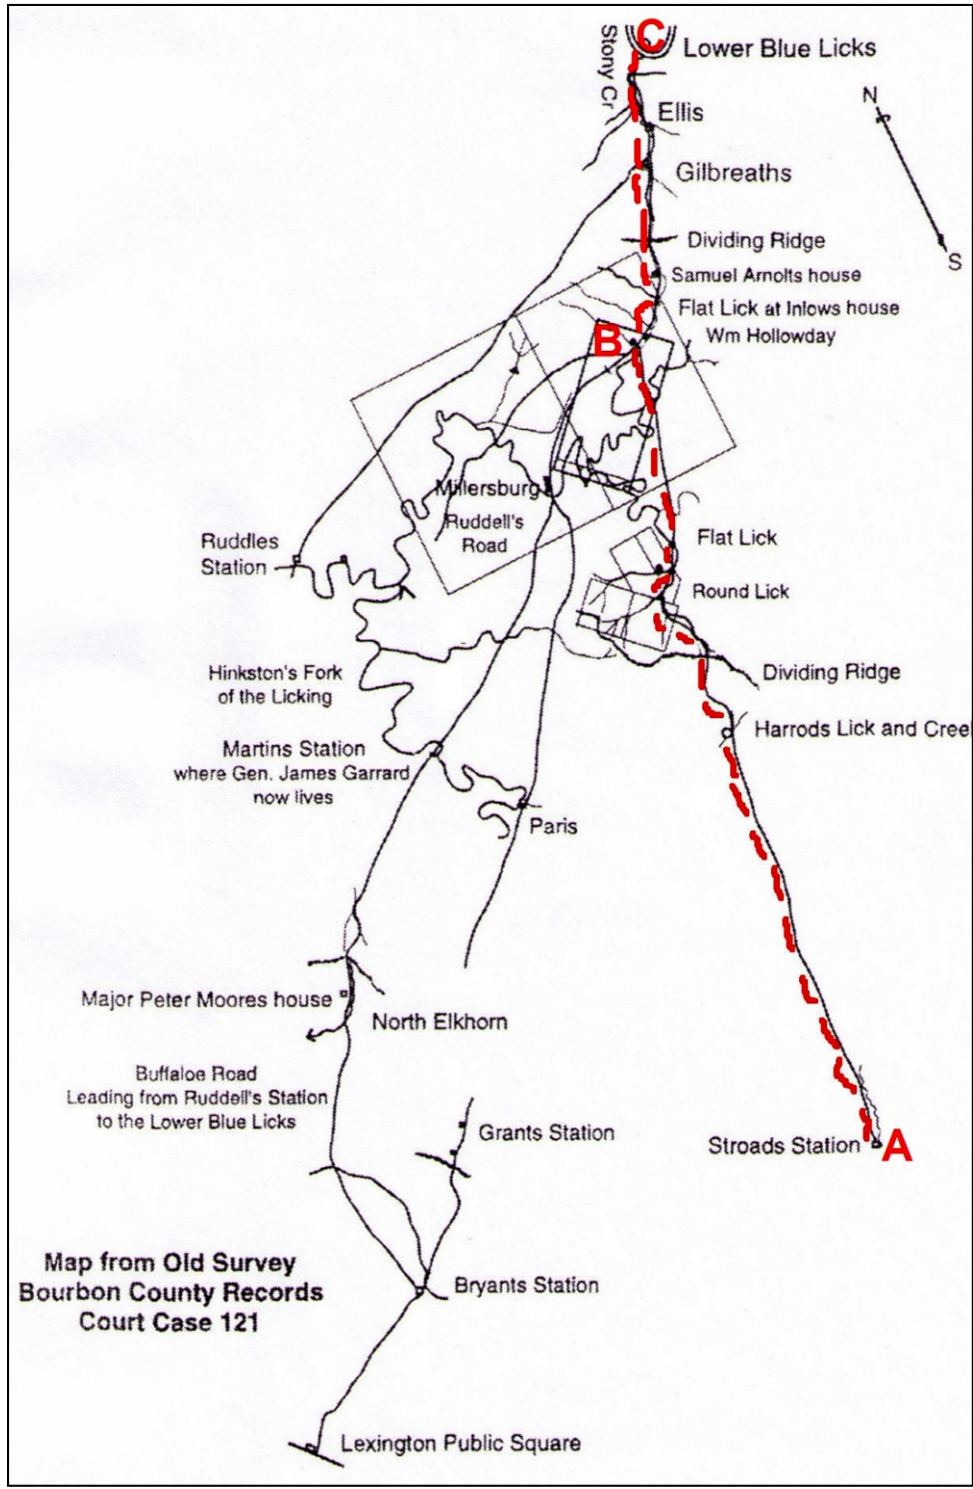 C
Lower Blue Licks
Stony Cr
N
Ellis
Gilbreaths
Dividing Ridge
S
Samuel Arnolts house
Flat Lick at Inlows house
Wm Hollowday
B
Millersburg
Ruddell's
Road
Ruddles
Station
Flat Lick
Round Lick
Hinkston's Fork
of the Licking
Dividing Ridge
Harrods Lick and Cree
Martins Station
where Gen. James Garrard
now lives
Paris
Major Peter Moores house
North Elkhorn
Buffaloe Road
Leading from Ruddell's Station
to the Lower Blue Licks
Grants Station
Stroads Station
A
Map from Old Survey
Bourbon County Records
Court Case 121
Bryants Station
Lexington Public Square